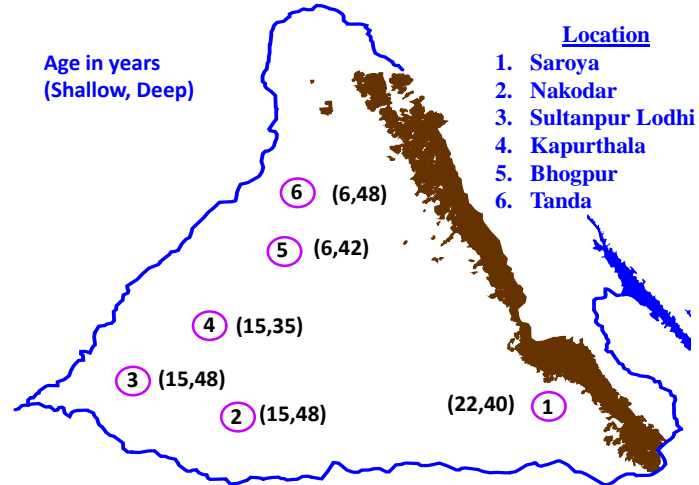 Age in years
(Shallow, Deep)
Location
1. Saroya
2. Nakodar
3. Sultanpur Lodhi
4. Kapurthala
5. Bhogpur
6. Tanda
6 (6,48)
5 (6,42)
4 (15,35)
3 (15,48)
2 (15,48)
(22,40) 1